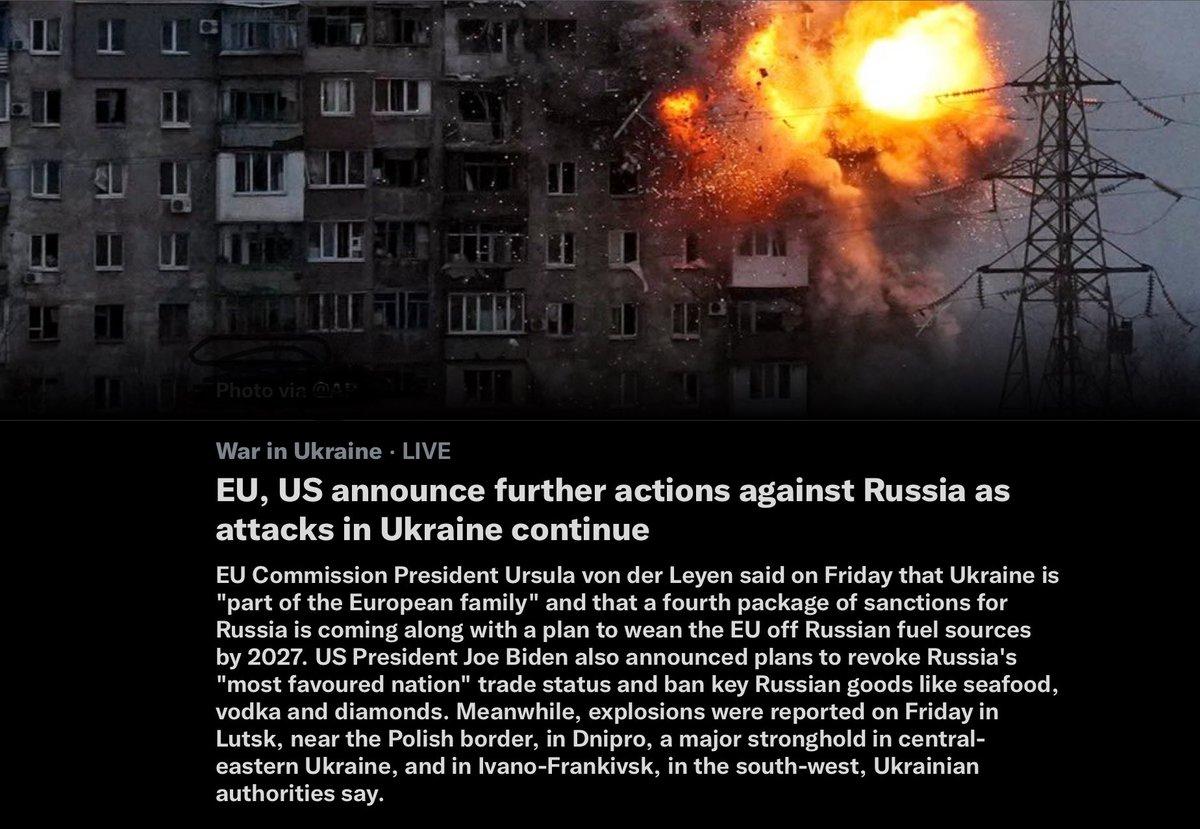 Photo via @AP
War in Ukraine · LIVE
EU, US announce further actions against Russia as
attacks in Ukraine continue
EU Commission President Ursula von der Leyen said on Friday that Ukraine is
"part of the European family" and that a fourth package of sanctions for
Russia is coming along with a plan to wean the EU off Russian fuel sources
by 2027. US President Joe Biden also announced plans to revoke Russia's
"most favoured nation" trade status and ban key Russian goods like seafood,
vodka and diamonds. Meanwhile, explosions were reported on Friday in
Lutsk, near the Polish border, in Dnipro, a major stronghold in central-
eastern Ukraine, and in Ivano-Frankivsk, in the south-west, Ukrainian
authorities say.